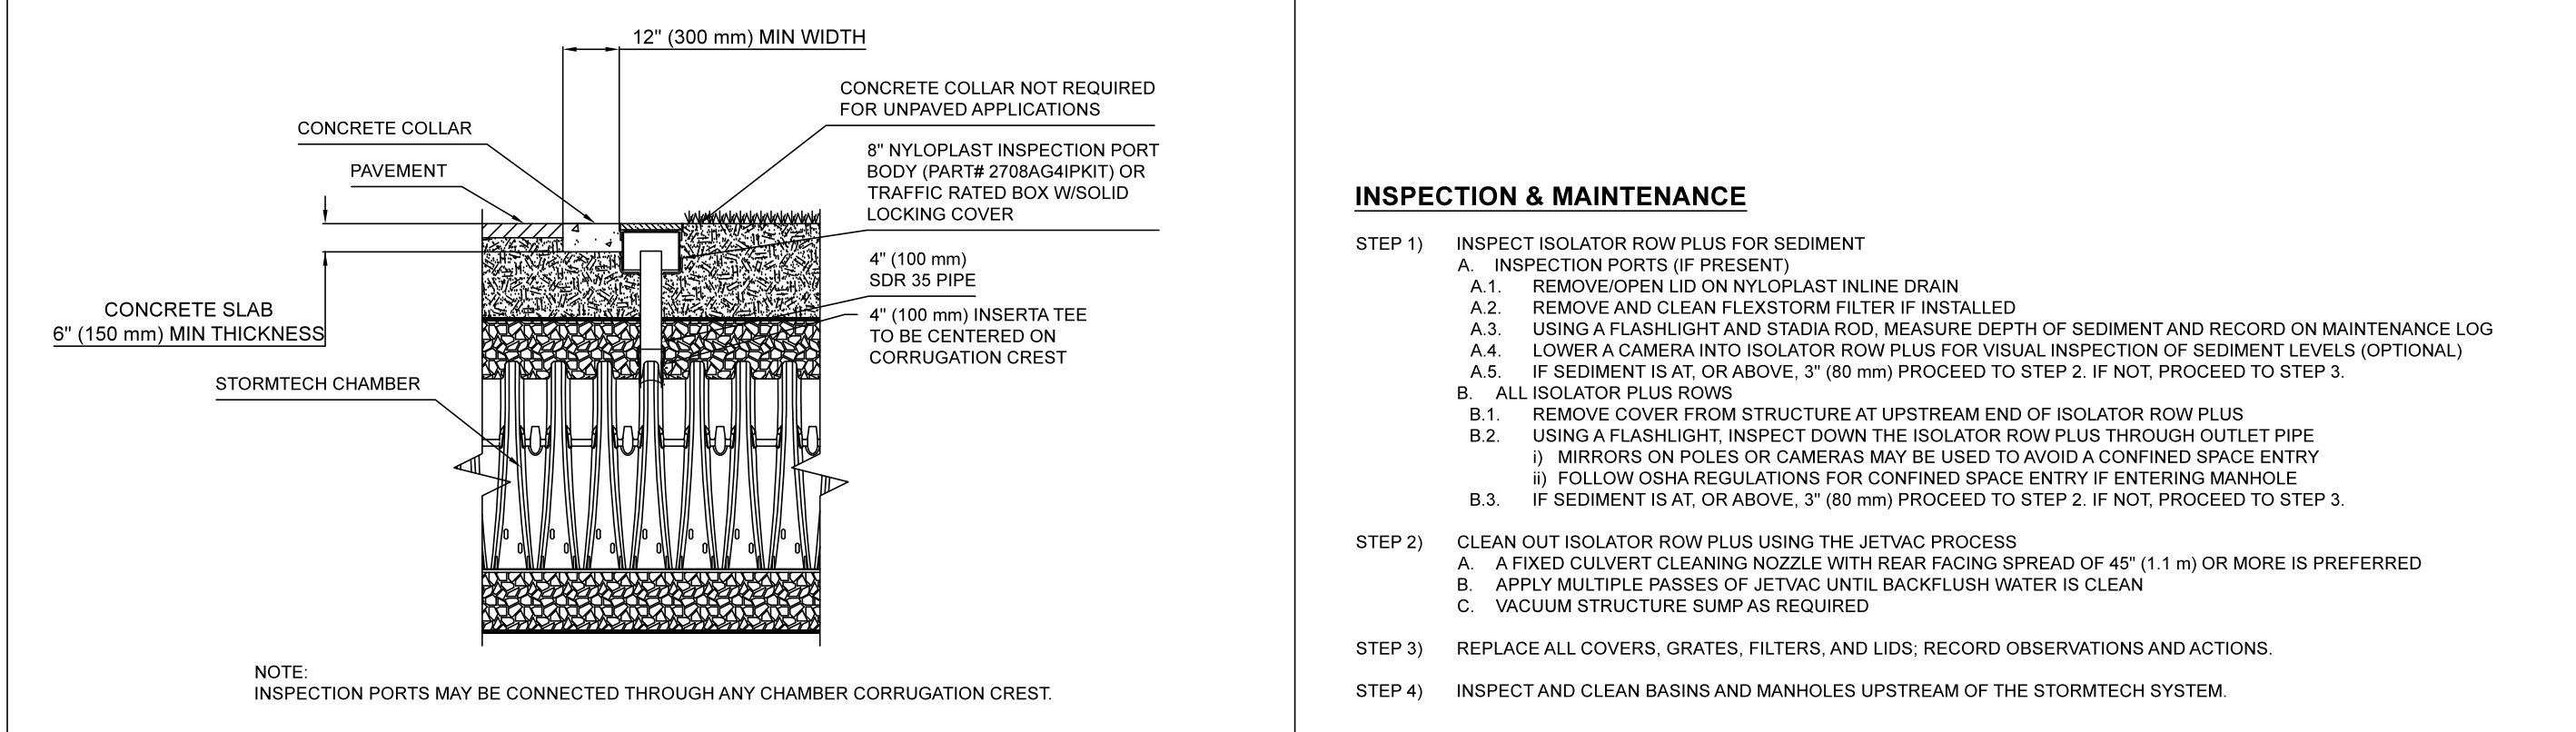 12" (300 mm) MIN WIDTH
CONCRETE COLLAR NOT REQUIRED
FOR UNPAVED APPLICATIONS
CONCRETE COLLAR
PAVEMENT
8" NYLOPLAST INSPECTION PORT
BODY (PART# 2708AG4IPKIT) OR
TRAFFIC RATED BOX W/SOLID
LOCKING COVER
4" (100 mm)
SDR 35 PIPE
CONCRETE SLAB
6" (150 mm) MIN THICKNESS
4" (100 mm) INSERTA TEE
TO BE CENTERED ON
CORRUGATION CREST
STORMTECH CHAMBER
NOTE:
INSPECTION PORTS MAY BE CONNECTED THROUGH ANY CHAMBER CORRUGATION CREST.
INSPECTION & MAINTENANCE
STEP 1) INSPECT ISOLATOR ROW PLUS FOR SEDIMENT
A. INSPECTION PORTS (IF PRESENT)
A.1. REMOVE/OPEN LID ON NYLOPLAST INLINE DRAIN
A.2. REMOVE AND CLEAN FLEXSTORM FILTER IF INSTALLED
A.3. USING A FLASHLIGHT AND STADIA ROD, MEASURE DEPTH OF SEDIMENT AND RECORD ON MAINTENANCE LOG
A.4. LOWER A CAMERA INTO ISOLATOR ROW PLUS FOR VISUAL INSPECTION OF SEDIMENT LEVELS (OPTIONAL)
A.5. IF SEDIMENT IS AT, OR ABOVE, 3" (80 mm) PROCEED TO STEP 2. IF NOT, PROCEED TO STEP 3.
B. ALL ISOLATOR PLUS ROWS
B.1. REMOVE COVER FROM STRUCTURE AT UPSTREAM END OF ISOLATOR ROW PLUS
B.2. USING A FLASHLIGHT, INSPECT DOWN THE ISOLATOR ROW PLUS THROUGH OUTLET PIPE
i) MIRRORS ON POLES OR CAMERAS MAY BE USED TO AVOID A CONFINED SPACE ENTRY
ii) FOLLOW OSHA REGULATIONS FOR CONFINED SPACE ENTRY IF ENTERING MANHOLE
B.3. IF SEDIMENT IS AT, OR ABOVE, 3" (80 mm) PROCEED TO STEP 2. IF NOT, PROCEED TO STEP 3.
STEP 2) CLEAN OUT ISOLATOR ROW PLUS USING THE JETVAC PROCESS
A. A FIXED CULVERT CLEANING NOZZLE WITH REAR FACING SPREAD OF 45" (1.1 m) OR MORE IS PREFERRED
B. APPLY MULTIPLE PASSES OF JETVAC UNTIL BACKFLUSH WATER IS CLEAN
C. VACUUM STRUCTURE SUMP AS REQUIRED
STEP 3) REPLACE ALL COVERS, GRATES, FILTERS, AND LIDS; RECORD OBSERVATIONS AND ACTIONS.
STEP 4) INSPECT AND CLEAN BASINS AND MANHOLES UPSTREAM OF THE STORMTECH SYSTEM.